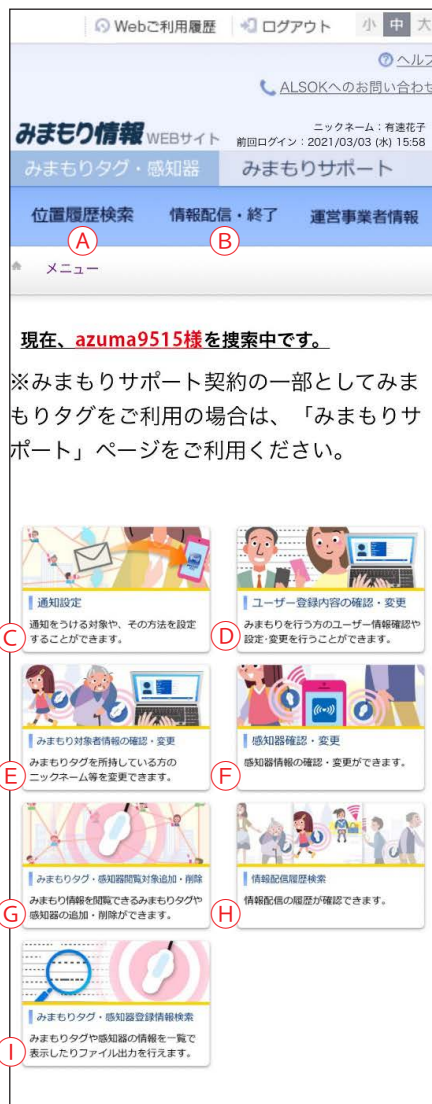 Webご利用履歴 ログアウト 小 中 大
ヘルプ
ALSOKへのお問い合わせ
みまもり情報 WEBサイト
ニックネーム：有速花子
前回ログイン：2021/03/03 (水) 15:58
みまもりタグ・感知器 みまもりサポート
位置履歴検索 情報配信・終了 運営事業者情報
A B
メニュー
現在、azuma9515様を捜索中です。
※みまもりサポート契約の一部としてみま
もりタグをご利用の場合は、「みまもりサ
ポート」ページをご利用ください。
通知設定
通知をうける対象や、その方法を設定
することができます。
C
ユーザー登録内容の確認・変更
みまもりを行う方のユーザー情報確認や
設定・変更を行うことができます。
D
みまもり対象者情報の確認・変更
みまもりタグを所持している方の
ニックネーム等を変更できます。
E
感知器確認・変更
感知器情報の確認・変更ができます。
F
みまもりタグ・感知器閲覧対象追加・削除
みまもり情報を閲覧できるみまもりタグや
感知器の追加・削除ができます。
G
情報配信履歴検索
情報配信の履歴が確認できます。
H
みまもりタグ・感知器登録情報検索
みまもりタグや感知器の情報を一覧で
表示したりファイル出力を行えます。
I